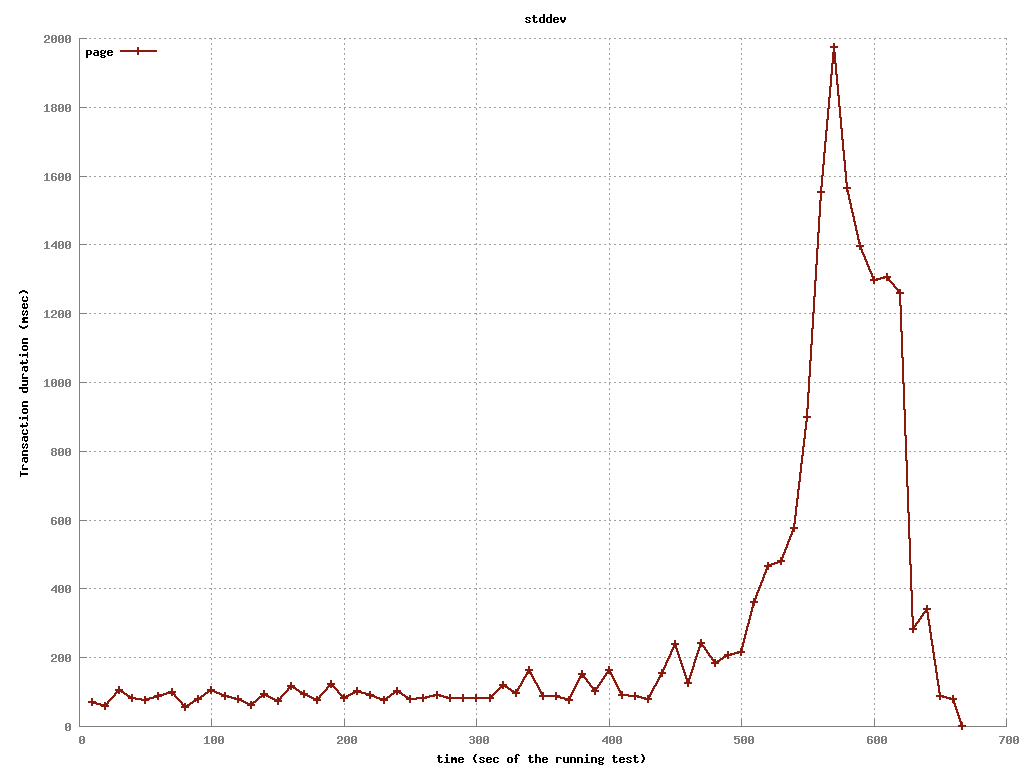 stddev
page
2000
1800
1600
1400
1200
1000
800
600
400
200
0
Transaction duration (msec)
0 100 200 300 400 500 600 700
time (sec of the running test)